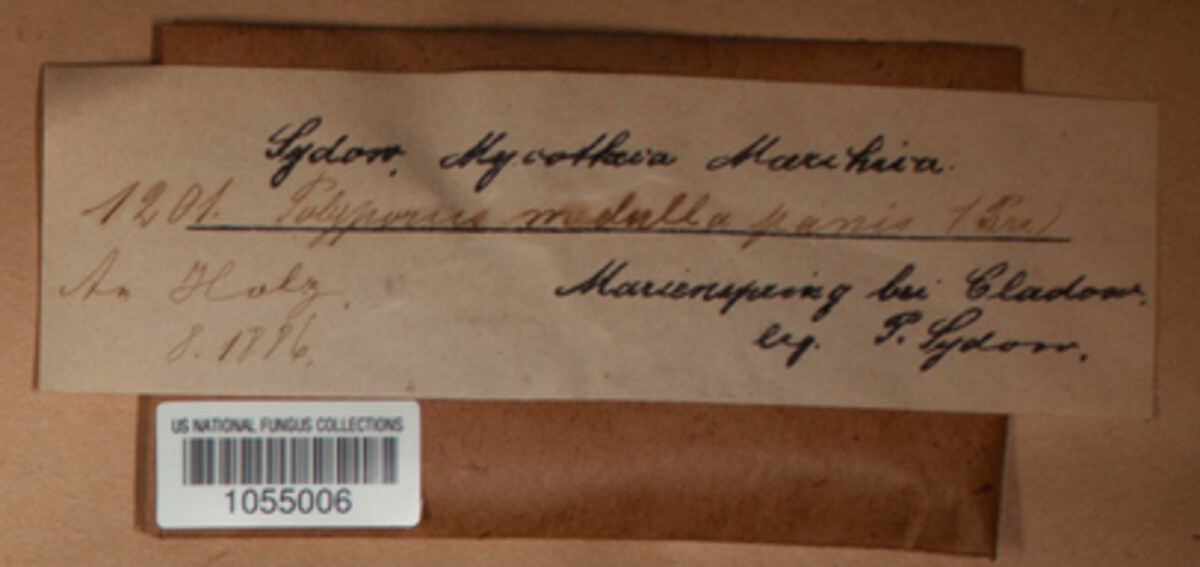 Sydow, Mycotheca Marchica.
1201. Polyporus medulla panis (Fri)
An Holz.
8. 1886.
Marienspring bei Cladow.
leg. P. Sydow.
US NATIONAL FUNGUS COLLECTIONS
1055006